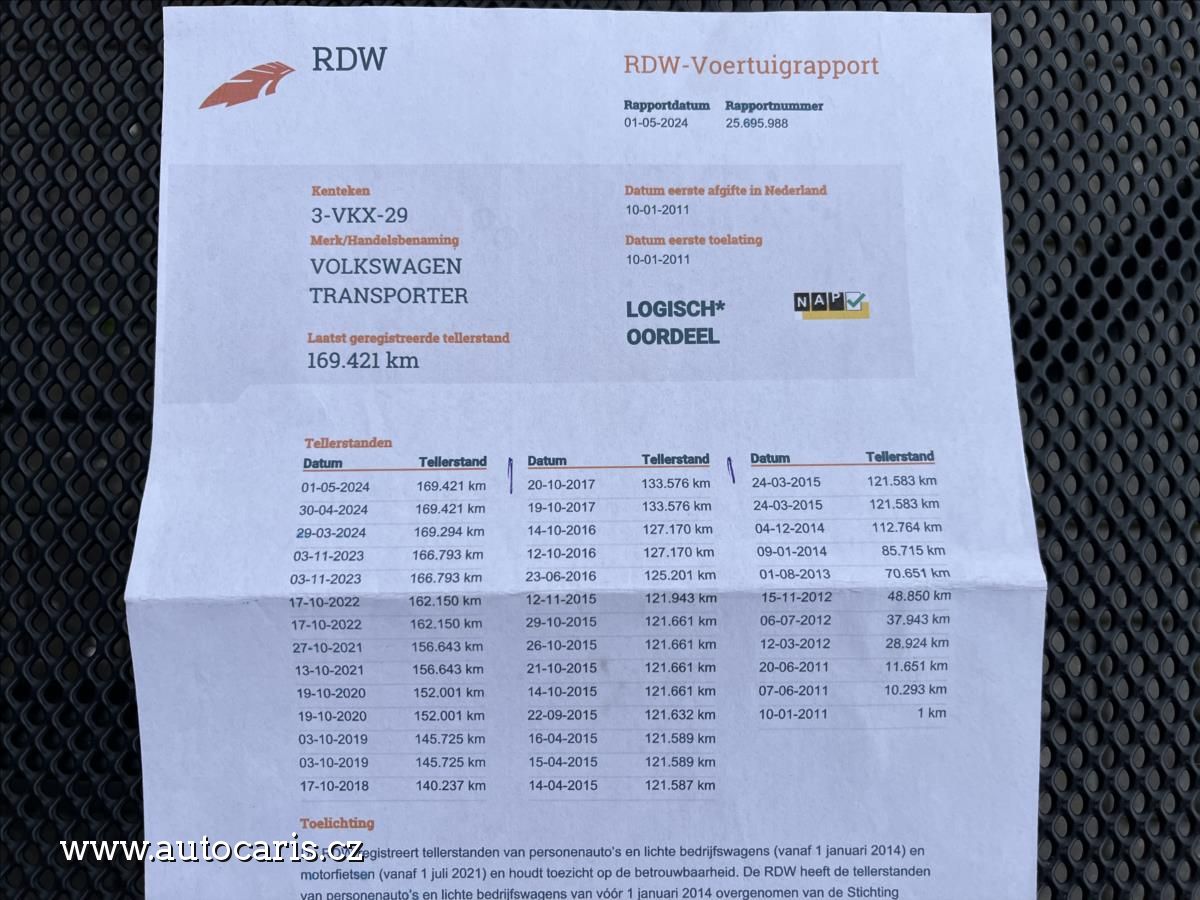 RDW
RDW-Voertuigrapport
Rapportdatum Rapportnummer
01-05-2024 25.695.988
Kenteken
3-VKX-29
Merk/Handelsbenaming
VOLKSWAGEN
TRANSPORTER
Laatst geregistreerde tellerstand
169.421 km
Datum eerste afgifte in Nederland
10-01-2011
Datum eerste toelating
10-01-2011
LOGISCH*
OORDEEL
NAP
Tellerstanden
Datum Tellerstand
01-05-2024 169.421 km
30-04-2024 169.421 km
29-03-2024 169.294 km
03-11-2023 166.793 km
03-11-2023 166.793 km
17-10-2022 162.150 km
17-10-2022 162.150 km
27-10-2021 156.643 km
13-10-2021 156.643 km
19-10-2020 152.001 km
19-10-2020 152.001 km
03-10-2019 145.725 km
03-10-2019 145.725 km
17-10-2018 140.237 km
Datum Tellerstand
20-10-2017 133.576 km
19-10-2017 133.576 km
14-10-2016 127.170 km
12-10-2016 127.170 km
23-06-2016 125.201 km
12-11-2015 121.943 km
29-10-2015 121.661 km
26-10-2015 121.661 km
21-10-2015 121.661 km
14-10-2015 121.661 km
22-09-2015 121.632 km
16-04-2015 121.589 km
15-04-2015 121.589 km
14-04-2015 121.587 km
Datum Tellerstand
24-03-2015 121.583 km
24-03-2015 121.583 km
04-12-2014 112.764 km
09-01-2014 85.715 km
01-08-2013 70.651 km
15-11-2012 48.850 km
06-07-2012 37.943 km
12-03-2012 28.924 km
20-06-2011 11.651 km
07-06-2011 10.293 km
10-01-2011 1 km
Toelichting
RDW registreert tellerstanden van personenauto's en lichte bedrijfswagens (vanaf 1 januari 2014) en
motorfietsen (vanaf 1 juli 2021) en houdt toezicht op de betrouwbaarheid. De RDW heeft de tellerstanden
van personenauto's en lichte bedrijfswagens van vóór 1 januari 2014 overgenomen van de Stichting
www.autocaris.cz